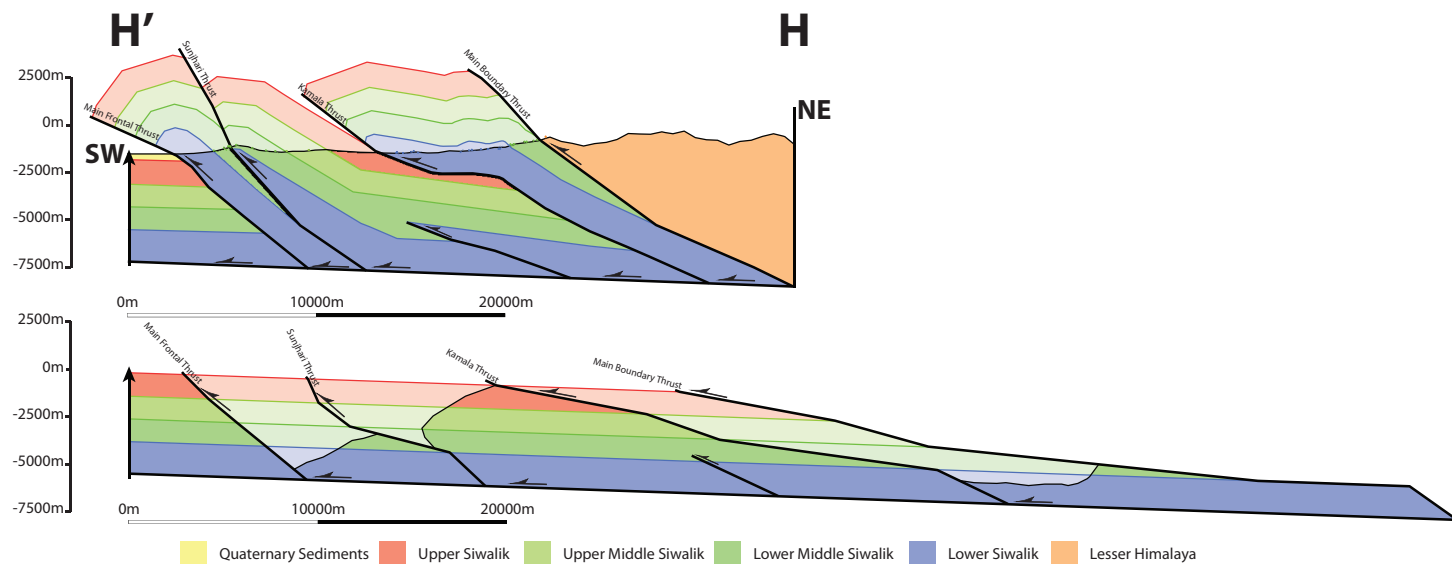 H′ H
Sunjhari Thrust
Main Boundary Thrust
Kamala Thrust
Main Frontal Thrust
NE
SW
2500m
0m
-2500m
-5000m
-7500m
0m 10000m 20000m
2500m
0m
-2500m
-5000m
-7500m
Main Frontal Thrust
Sunjhari Thrust
Kamala Thrust
Main Boundary Thrust
0m 10000m 20000m
Quaternary Sediments Upper Siwalik Upper Middle Siwalik Lower Middle Siwalik Lower Siwalik Lesser Himalaya